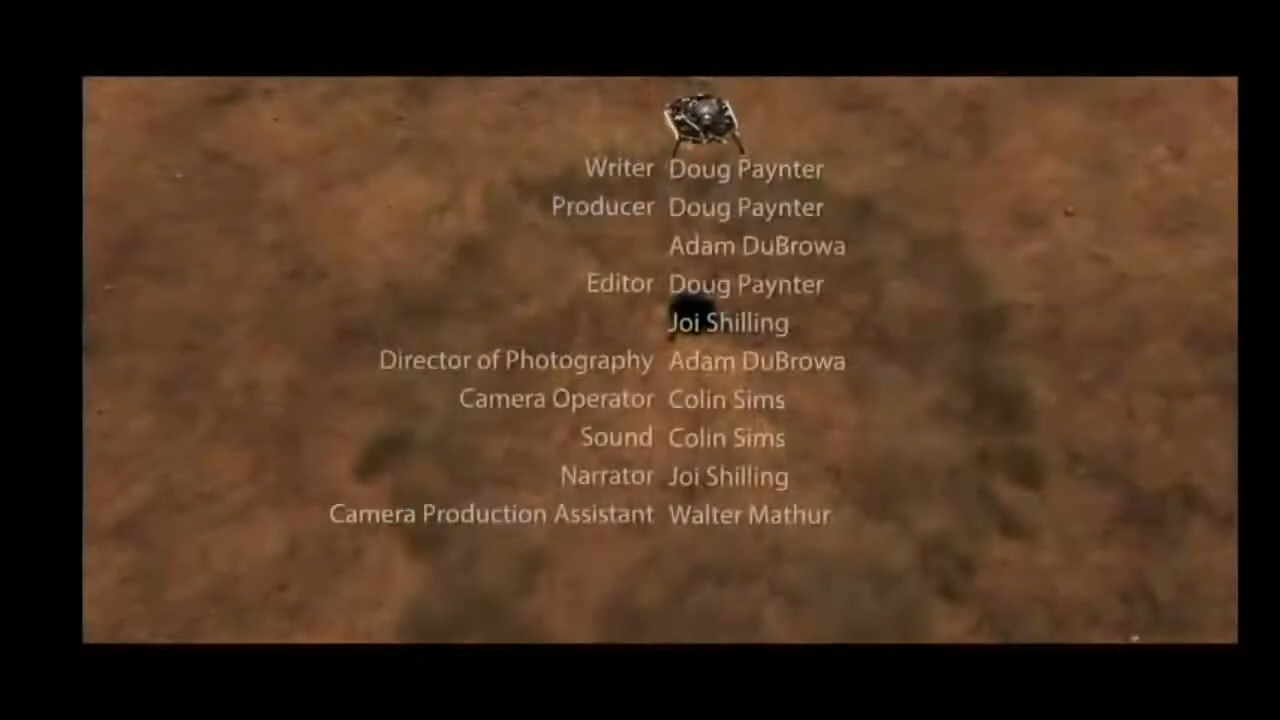 Writer Doug Paynter
Producer Doug Paynter
Adam DuBrowa
Editor Doug Paynter
Joi Shilling
Director of Photography Adam DuBrowa
Camera Operator Colin Sims
Sound Colin Sims
Narrator Joi Shilling
Camera Production Assistant Walter Mathur